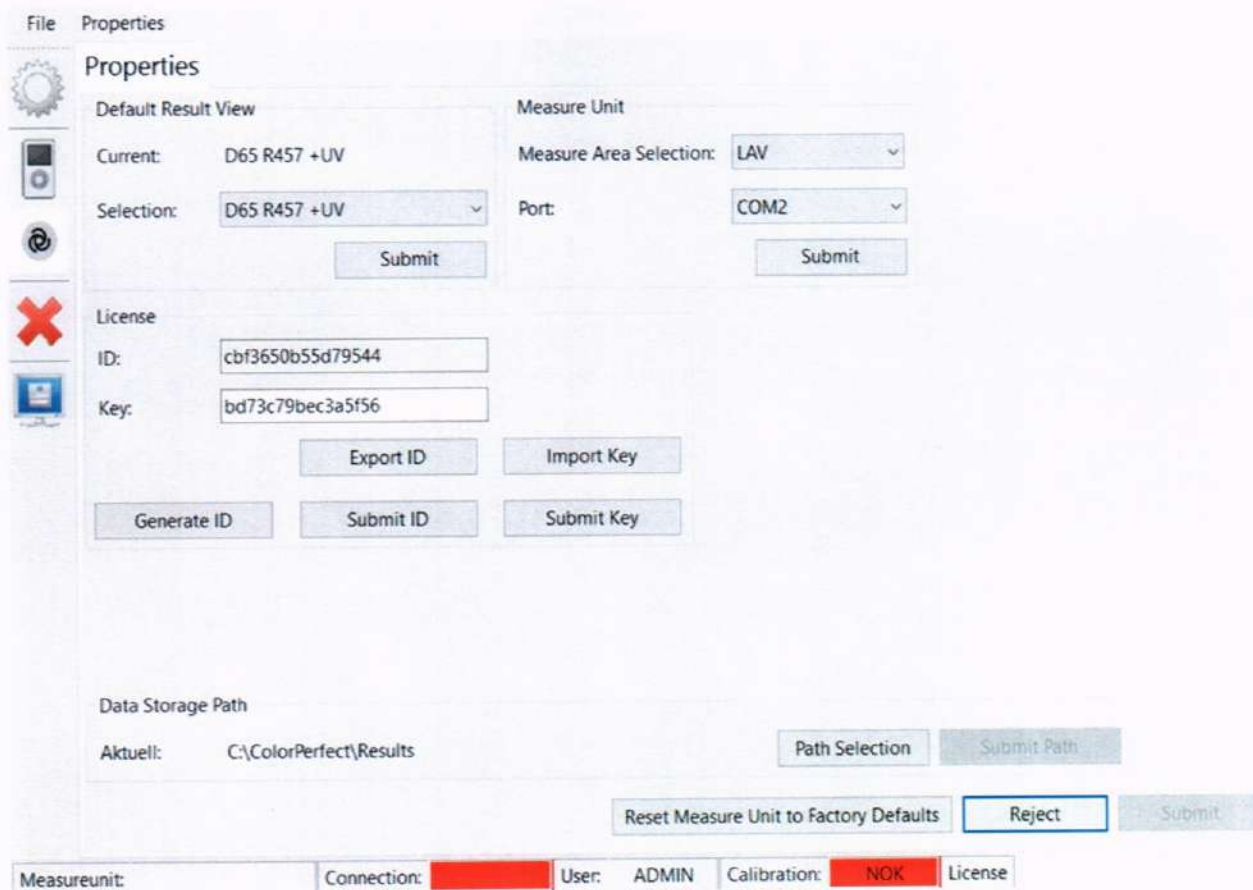 File Properties
Properties
Default Result View
Current: D65 R457 +UV
Selection: D65 R457 +UV
Submit
Measure Unit
Measure Area Selection: LAV
Port: COM2
Submit
License
ID: cbf3650b55d79544
Key: bd73c79bec3a5f56
Export ID Import Key
Generate ID Submit ID Submit Key
Data Storage Path
Aktuell: C:\ColorPerfect\Results Path Selection Submit Path
Reset Measure Unit to Factory Defaults Reject Submit
Measureunit: Connection: User: ADMIN Calibration: NOK License